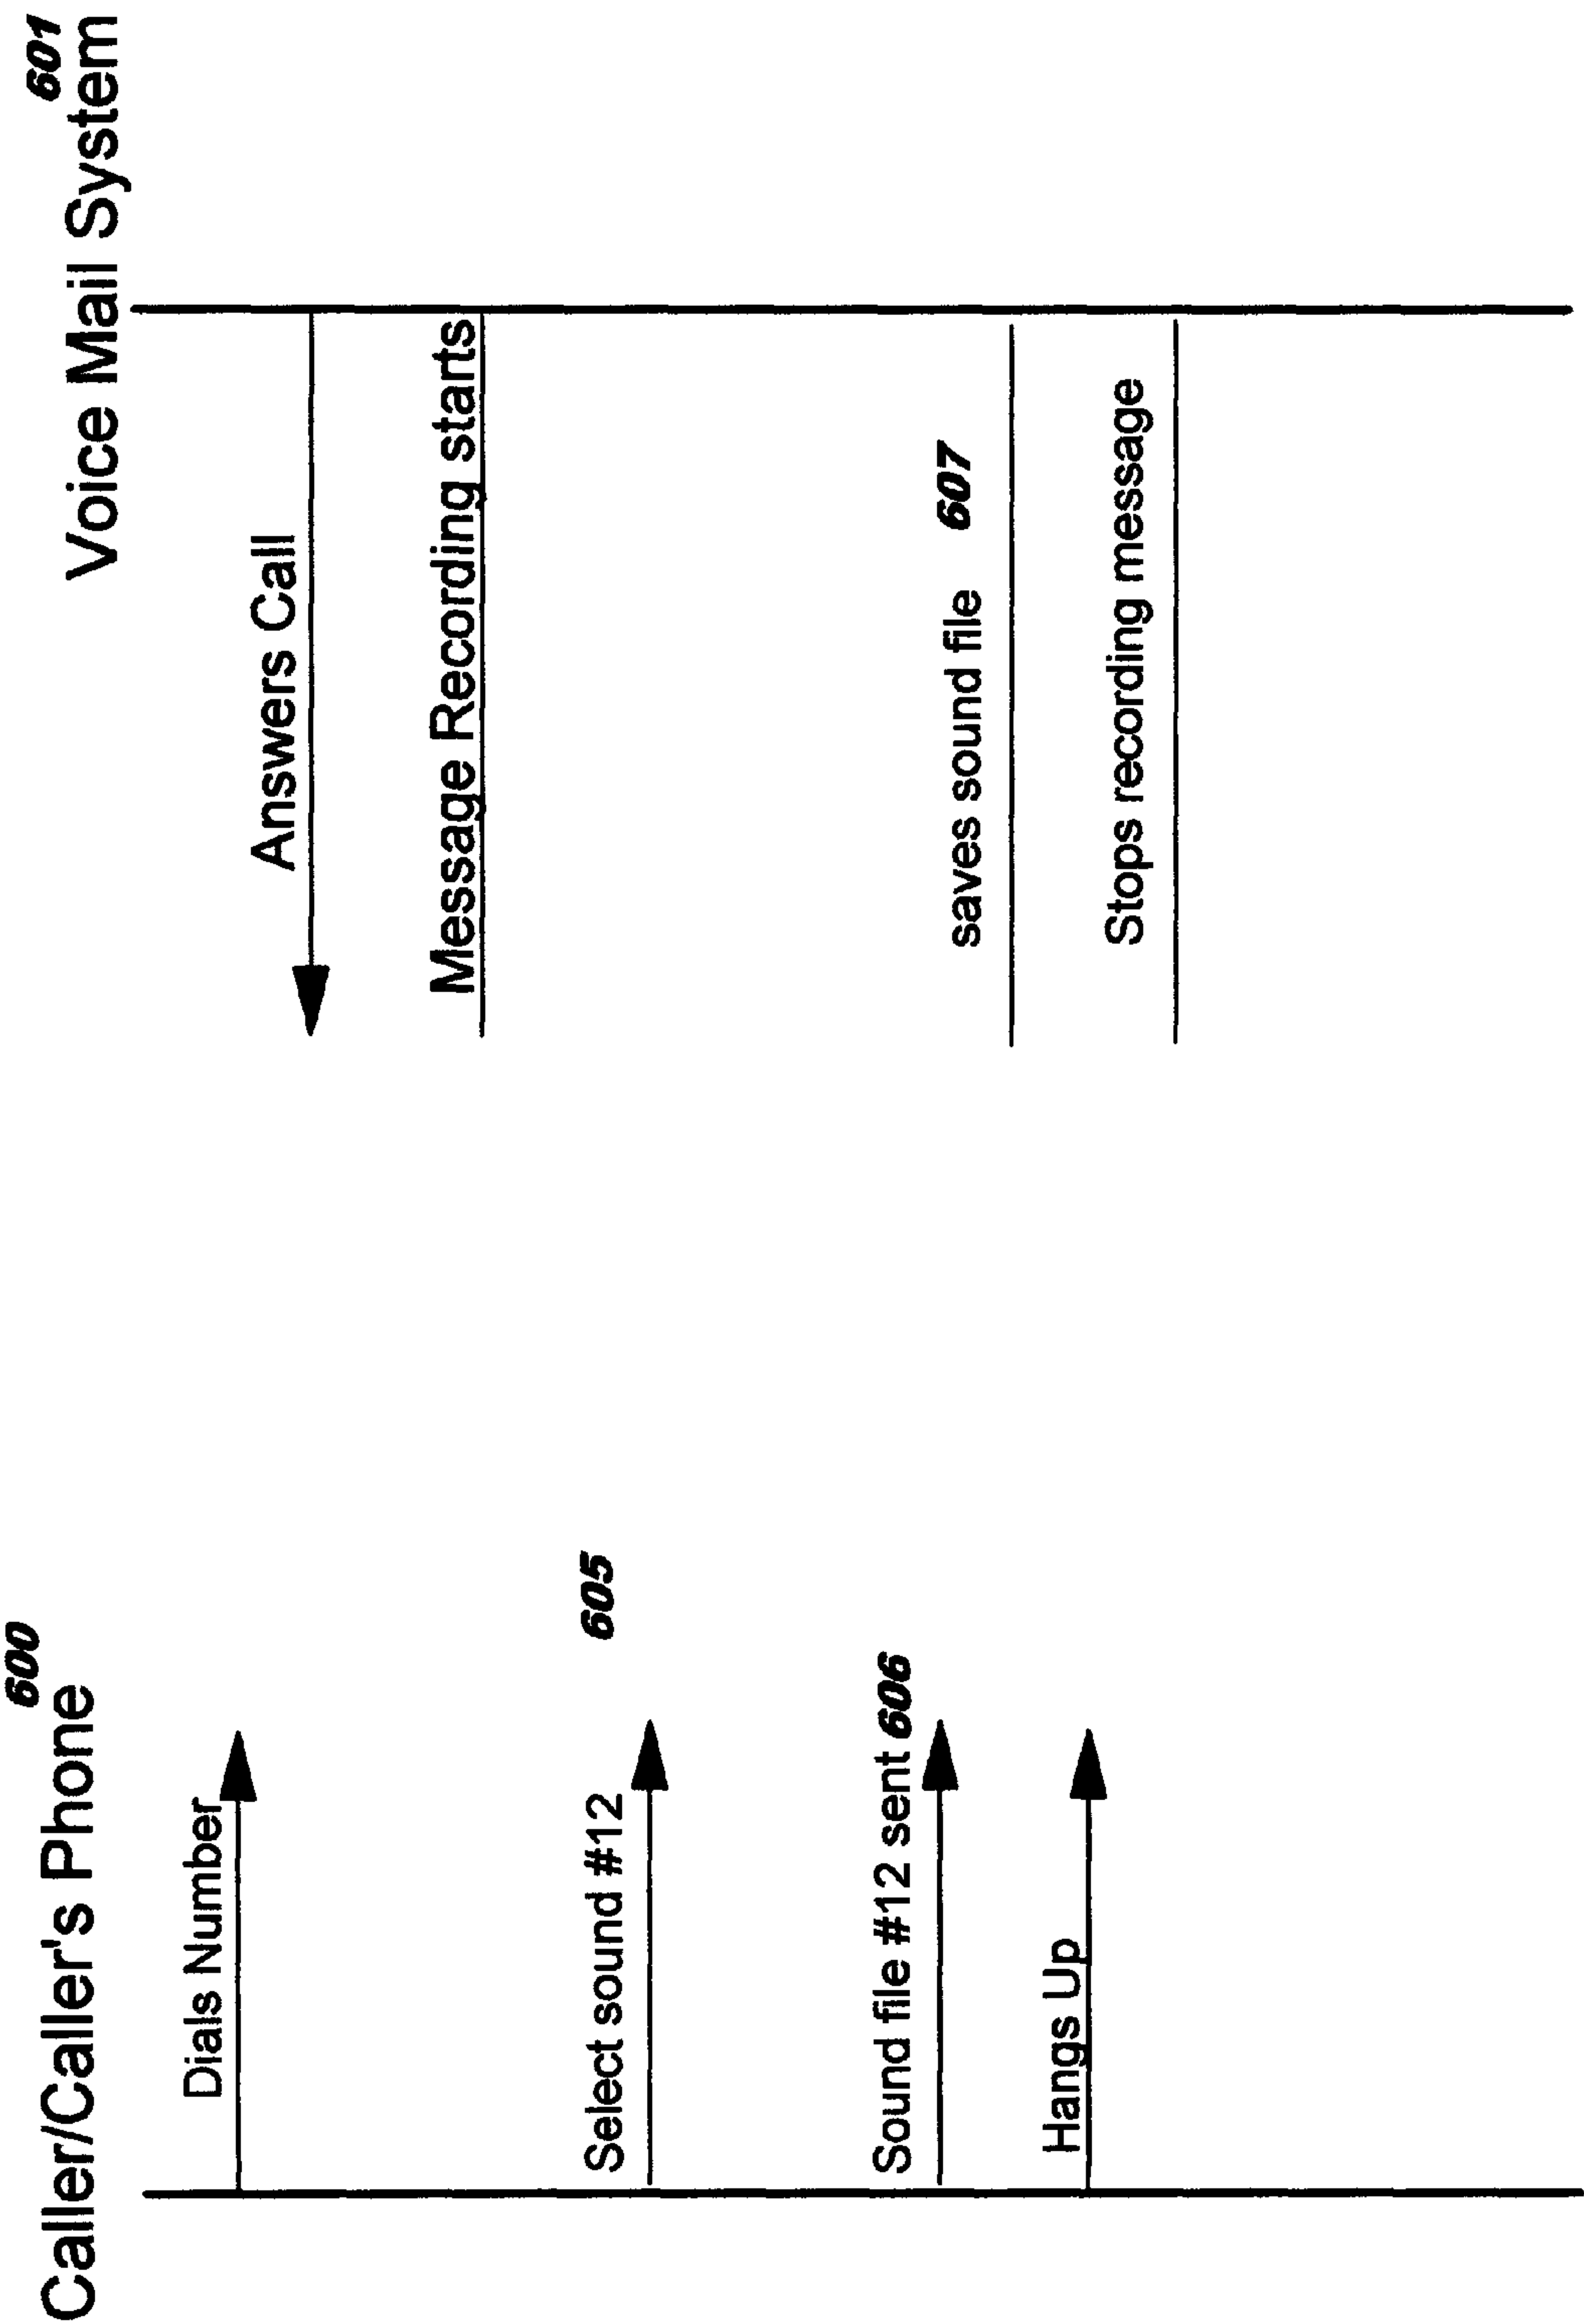 600
Caller/Caller's Phone
601
Voice Mail System
Dials Number
Answers Call
Message Recording starts
Select sound #12
605
Sound file #12 sent 606
saves sound file 607
Hangs Up
Stops recording message